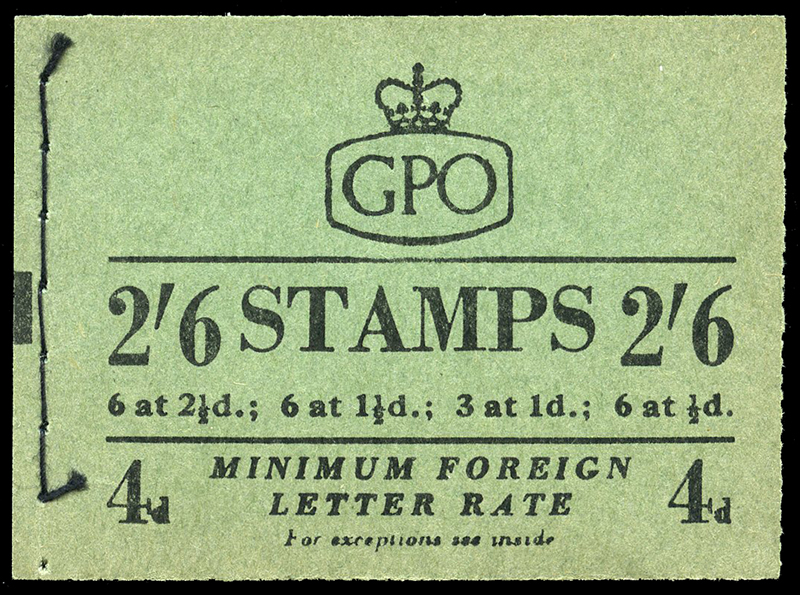 GPO
2'6 STAMPS 2'6
6 at 2½d.; 6 at 1½d.; 3 at 1d.; 6 at ½d.
4d MINIMUM FOREIGN 4d
LETTER RATE
For exceptions see inside